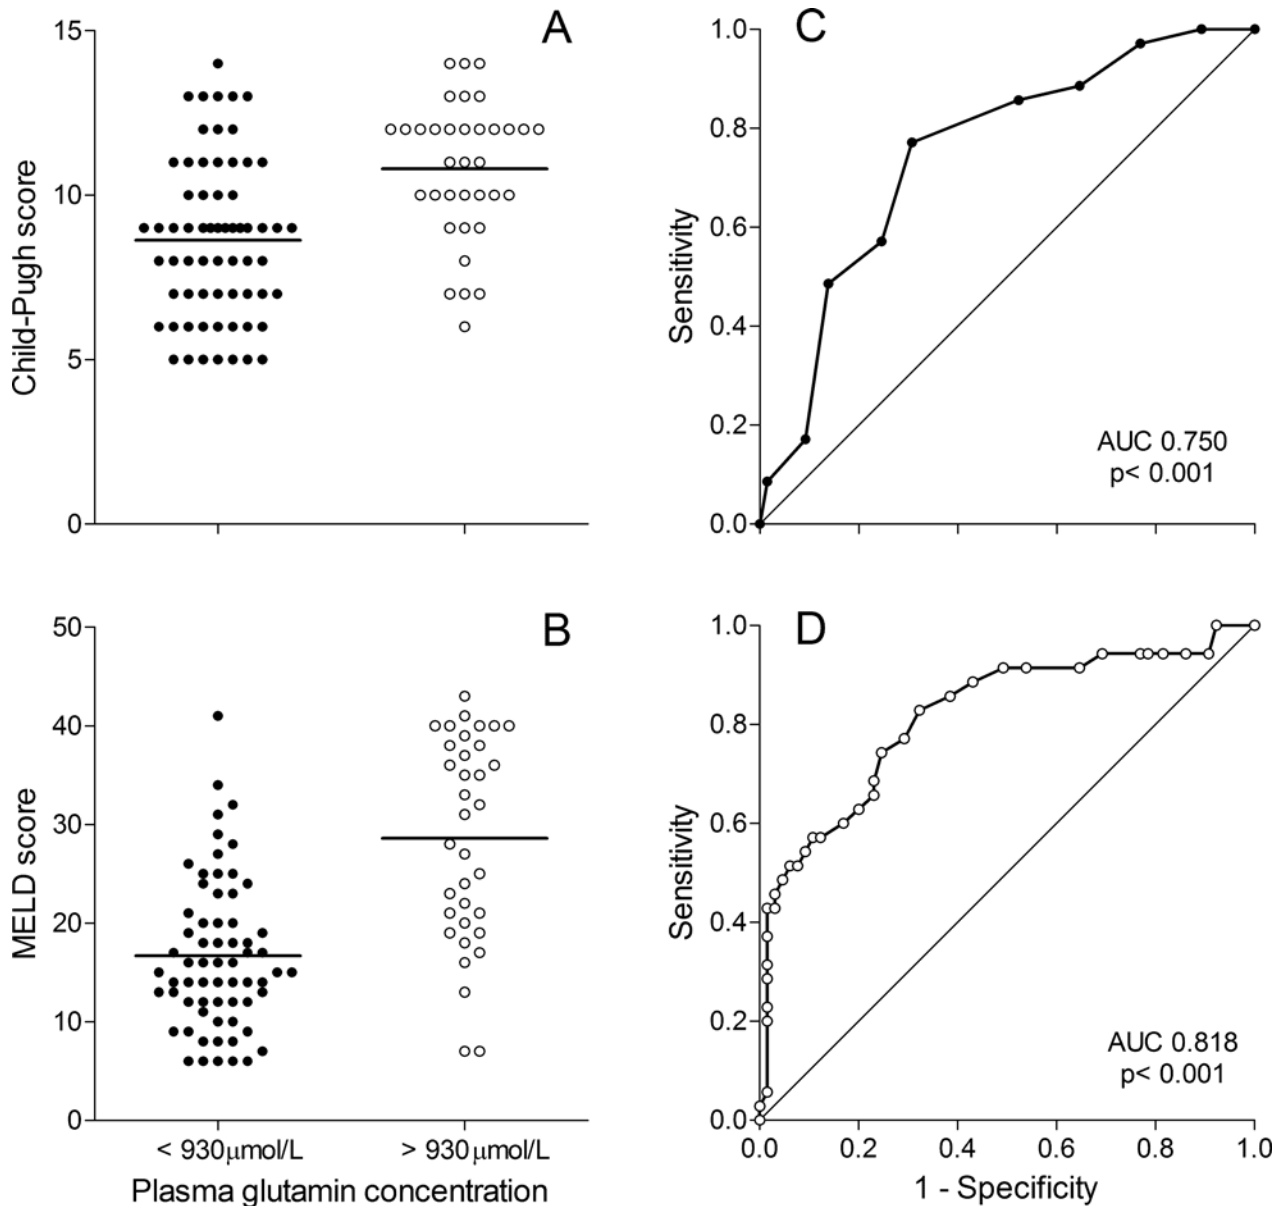 A
15
10
5
0
Child-Pugh score
C
1.0
0.8
0.6
0.4
0.2
0.0
Sensitivity
AUC 0.750
p< 0.001
B
50
40
30
20
10
0
MELD score
< 930μmol/L
> 930μmol/L
Plasma glutamin concentration
D
1.0
0.8
0.6
0.4
0.2
0.0
Sensitivity
AUC 0.818
p< 0.001
0.0
0.2
0.4
0.6
0.8
1.0
1 - Specificity